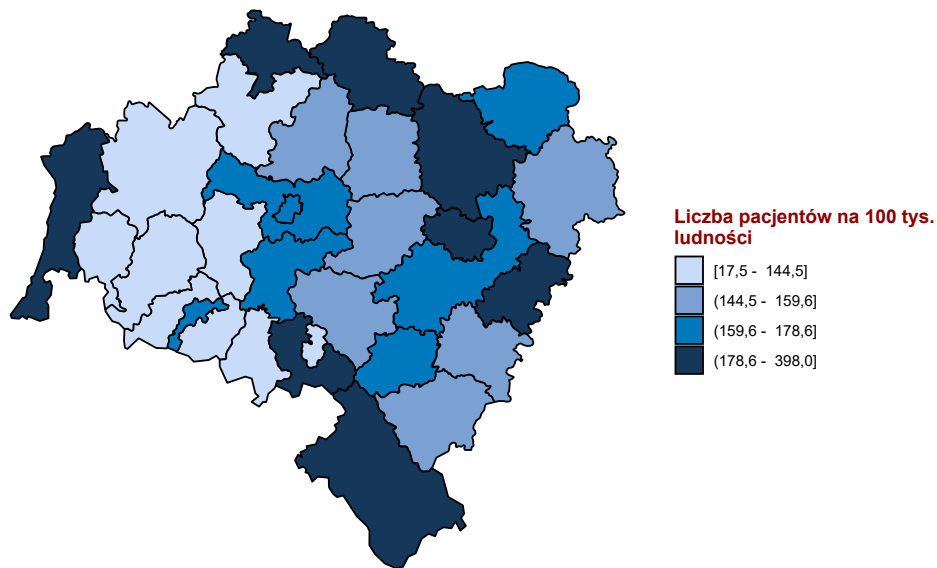 Liczba pacjentów na 100 tys.
ludności
[17,5 - 144,5]
(144,5 - 159,6]
(159,6 - 178,6]
(178,6 - 398,0]